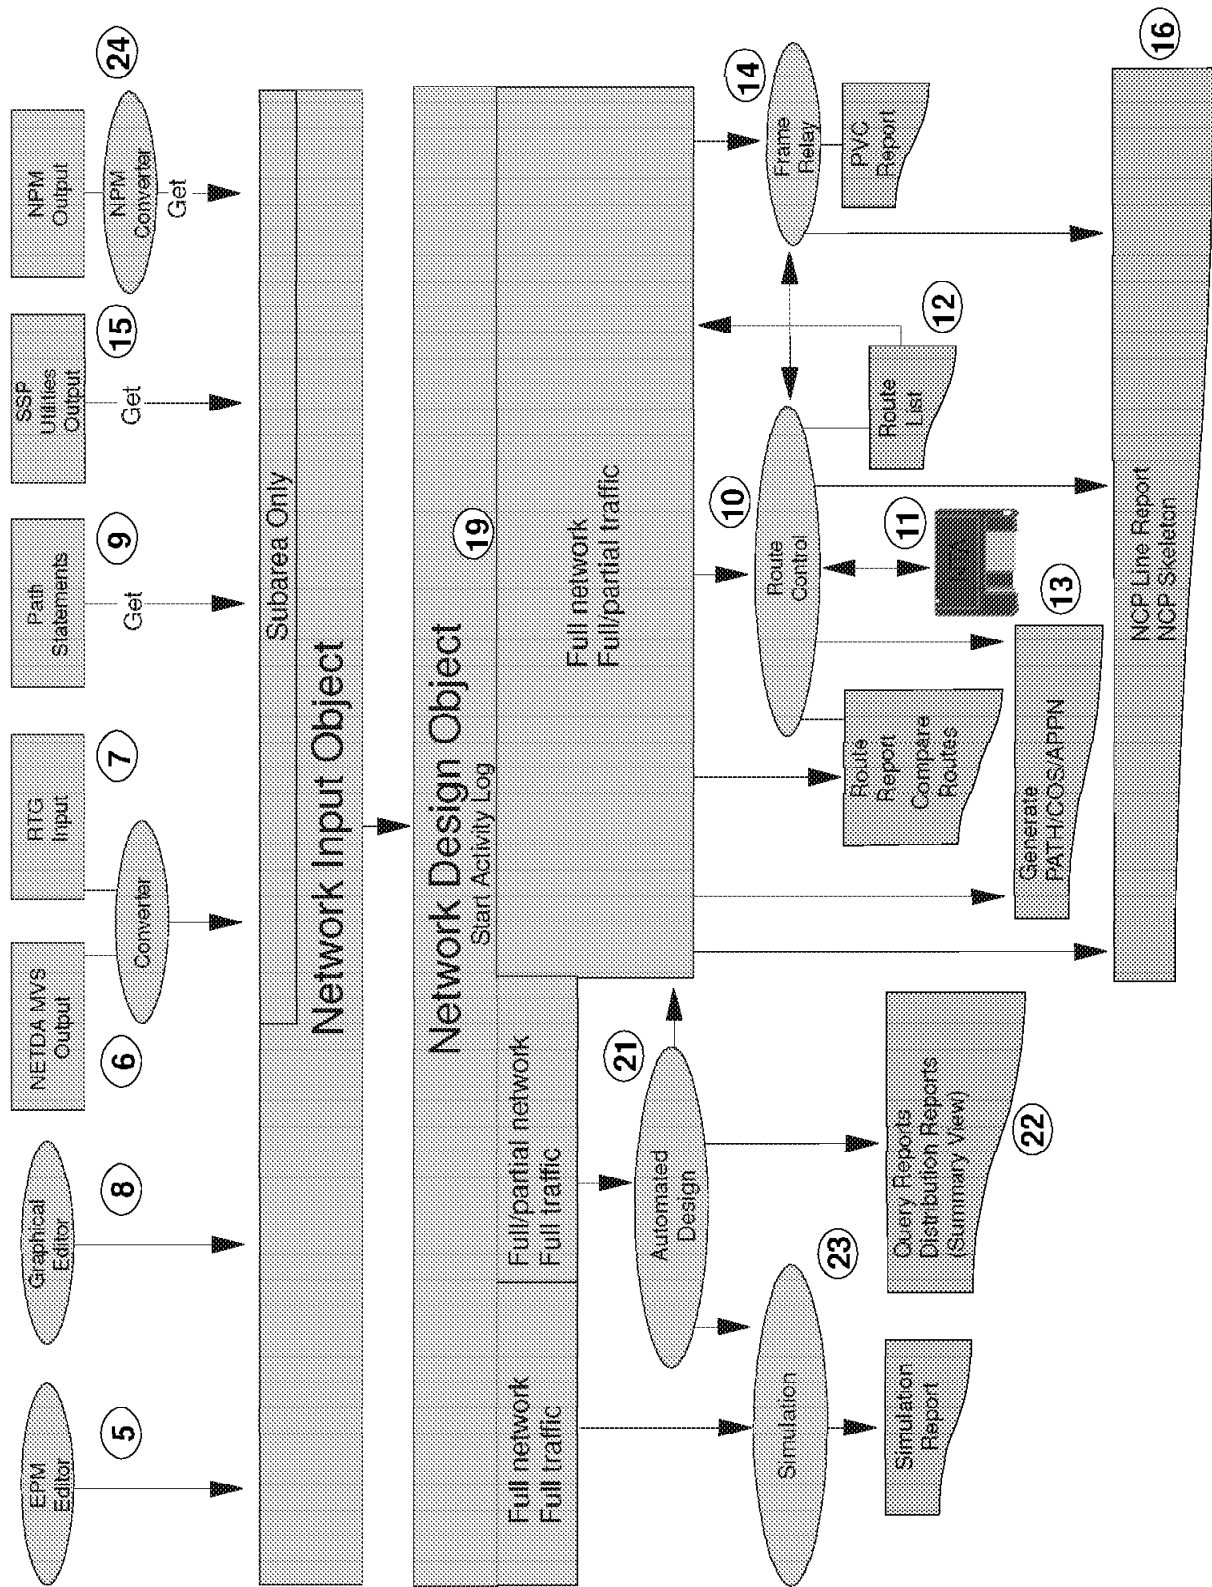 EPM
Editor
5
Graphical
Editor
8
NETDA MVS
Output
6
RTG
Input
7
Converter
Path
Statements
9
Get
SSP
Utilities
Output
15
Get
NPM
Output
24
NPM
Converter
Get
Subarea Only
Network Input Object
Network Design Object
Start Activity Log
19
Full network
Full traffic
Full/partial network
Full traffic
Full network
Full/partial traffic
21
Automated
Design
Simulation
23
Simulation
Report
Query Reports
Distribution Reports
(Summary View)
22
10
Route
Control
11
Route
List
12
14
Frame
Relay
PVC
Report
Route
Report
Compare
Routes
Generate
PATH/COS/APPN
13
NCP Line Report
NCP Skeleton
16